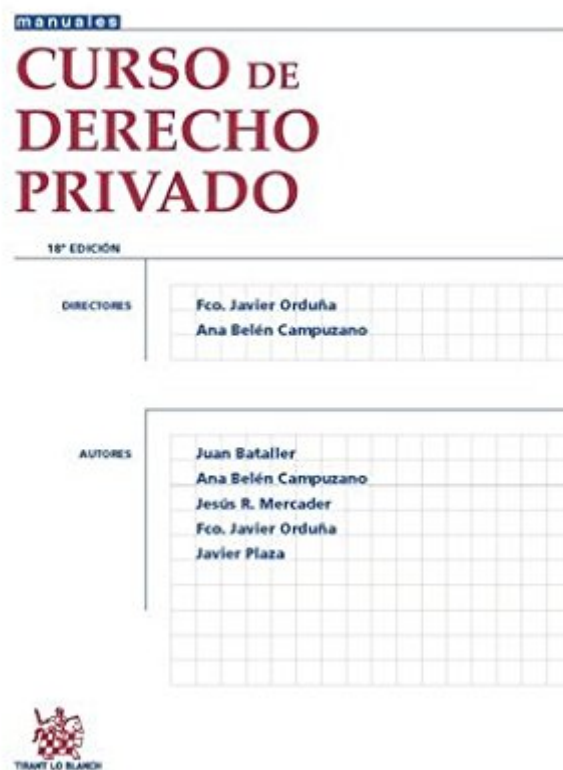 manuales
CURSO DE
DERECHO
PRIVADO
18ª EDICIÓN
DIRECTORES
Fco. Javier Orduña
Ana Belén Campuzano
AUTORES
Juan Bataller
Ana Belén Campuzano
Jesús R. Mercader
Fco. Javier Orduña
Javier Plaza
TIRANT LO BLANCH